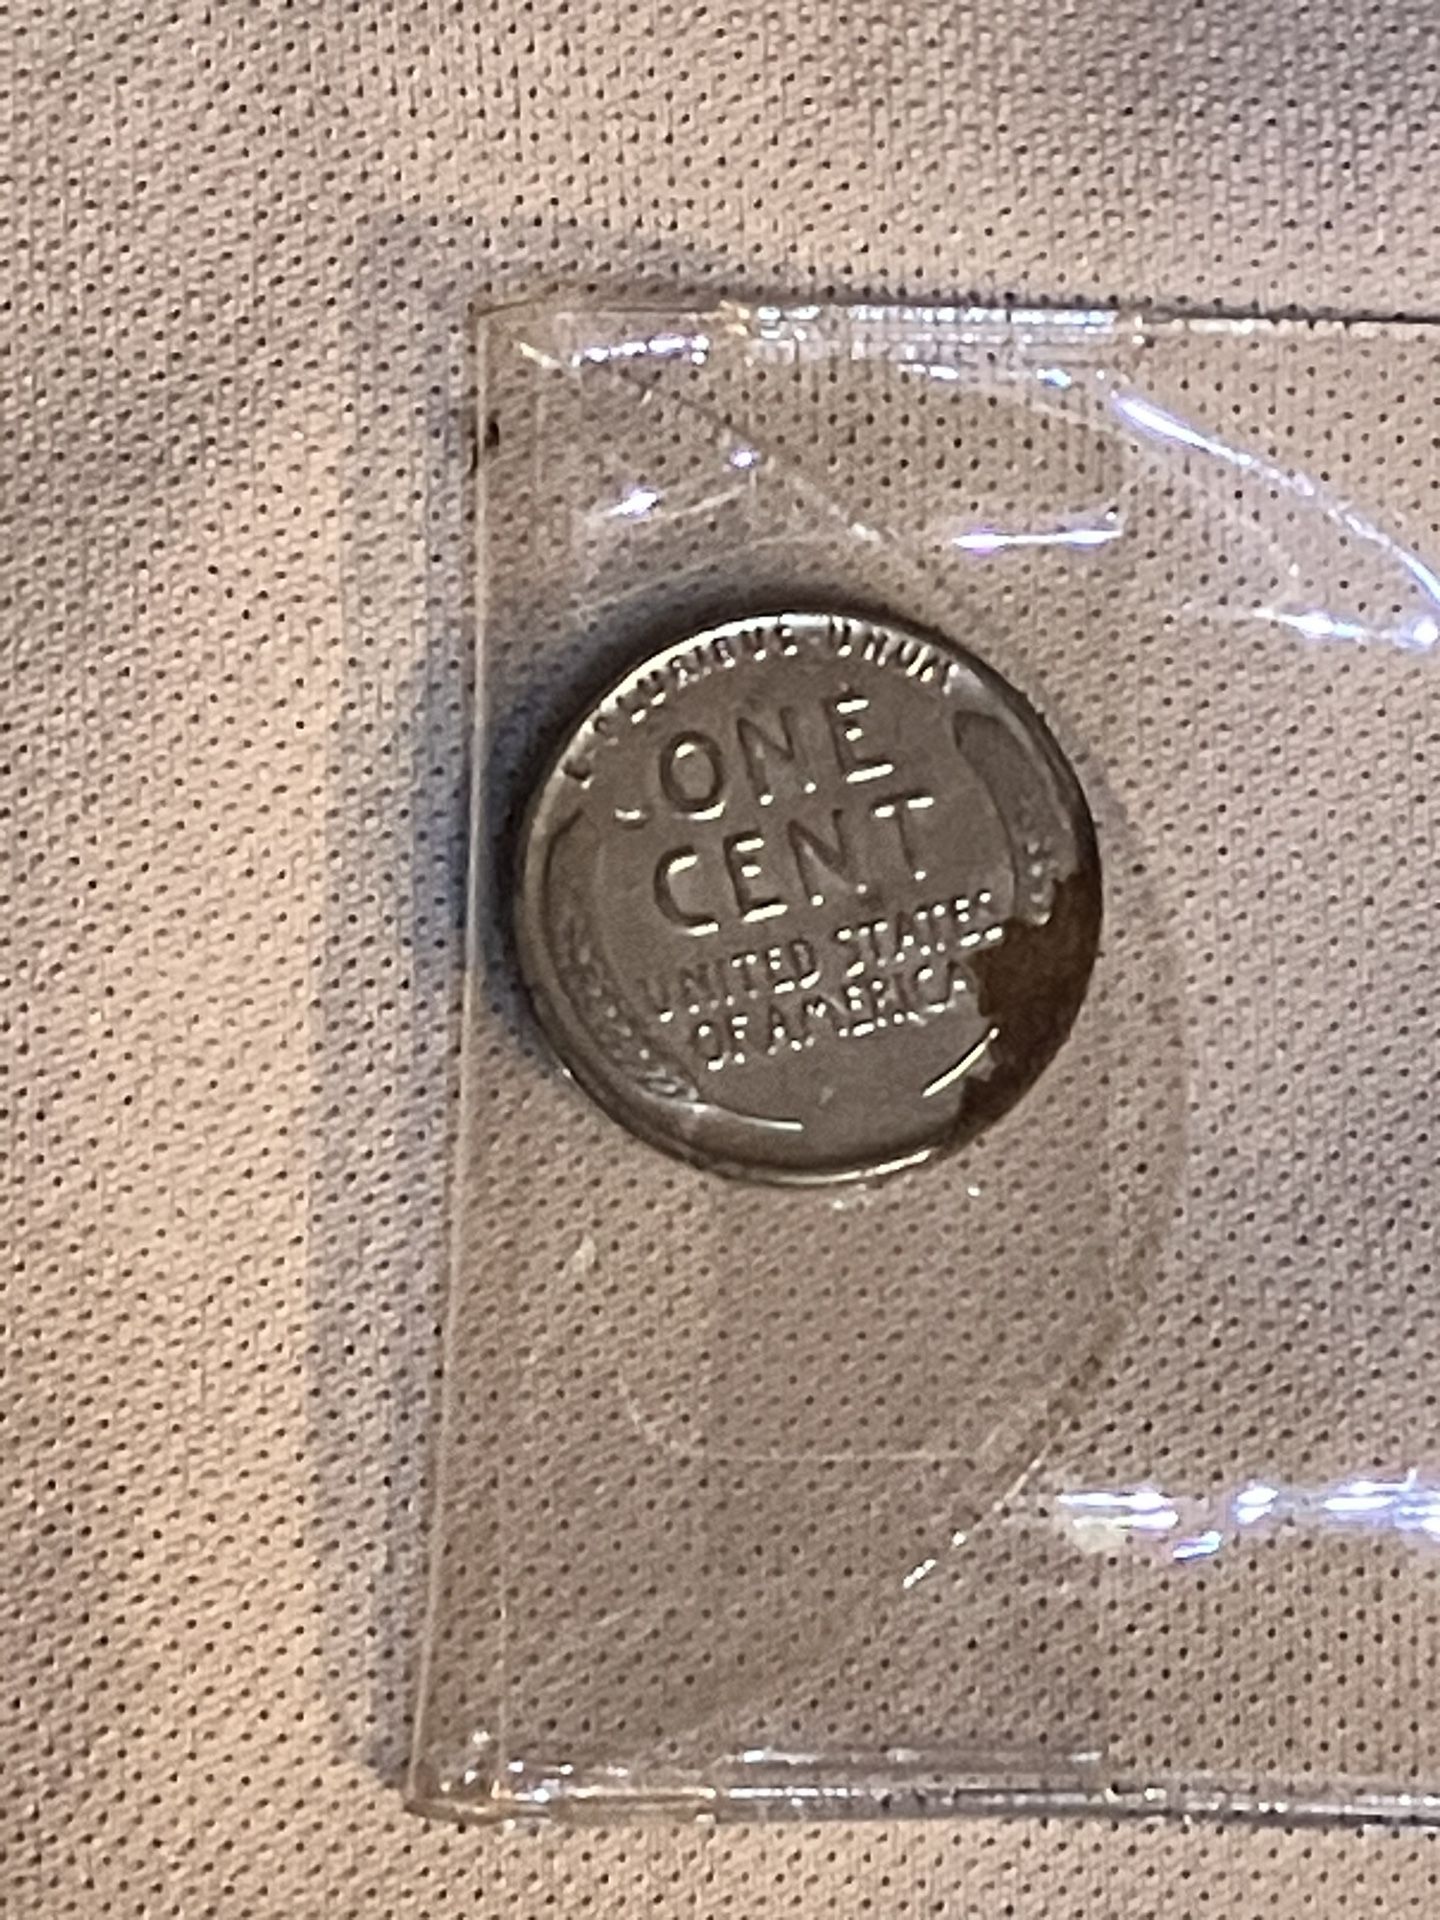 E PLURIBUS UNUM
ONE
CENT
UNITED STATES
OF AMERICA